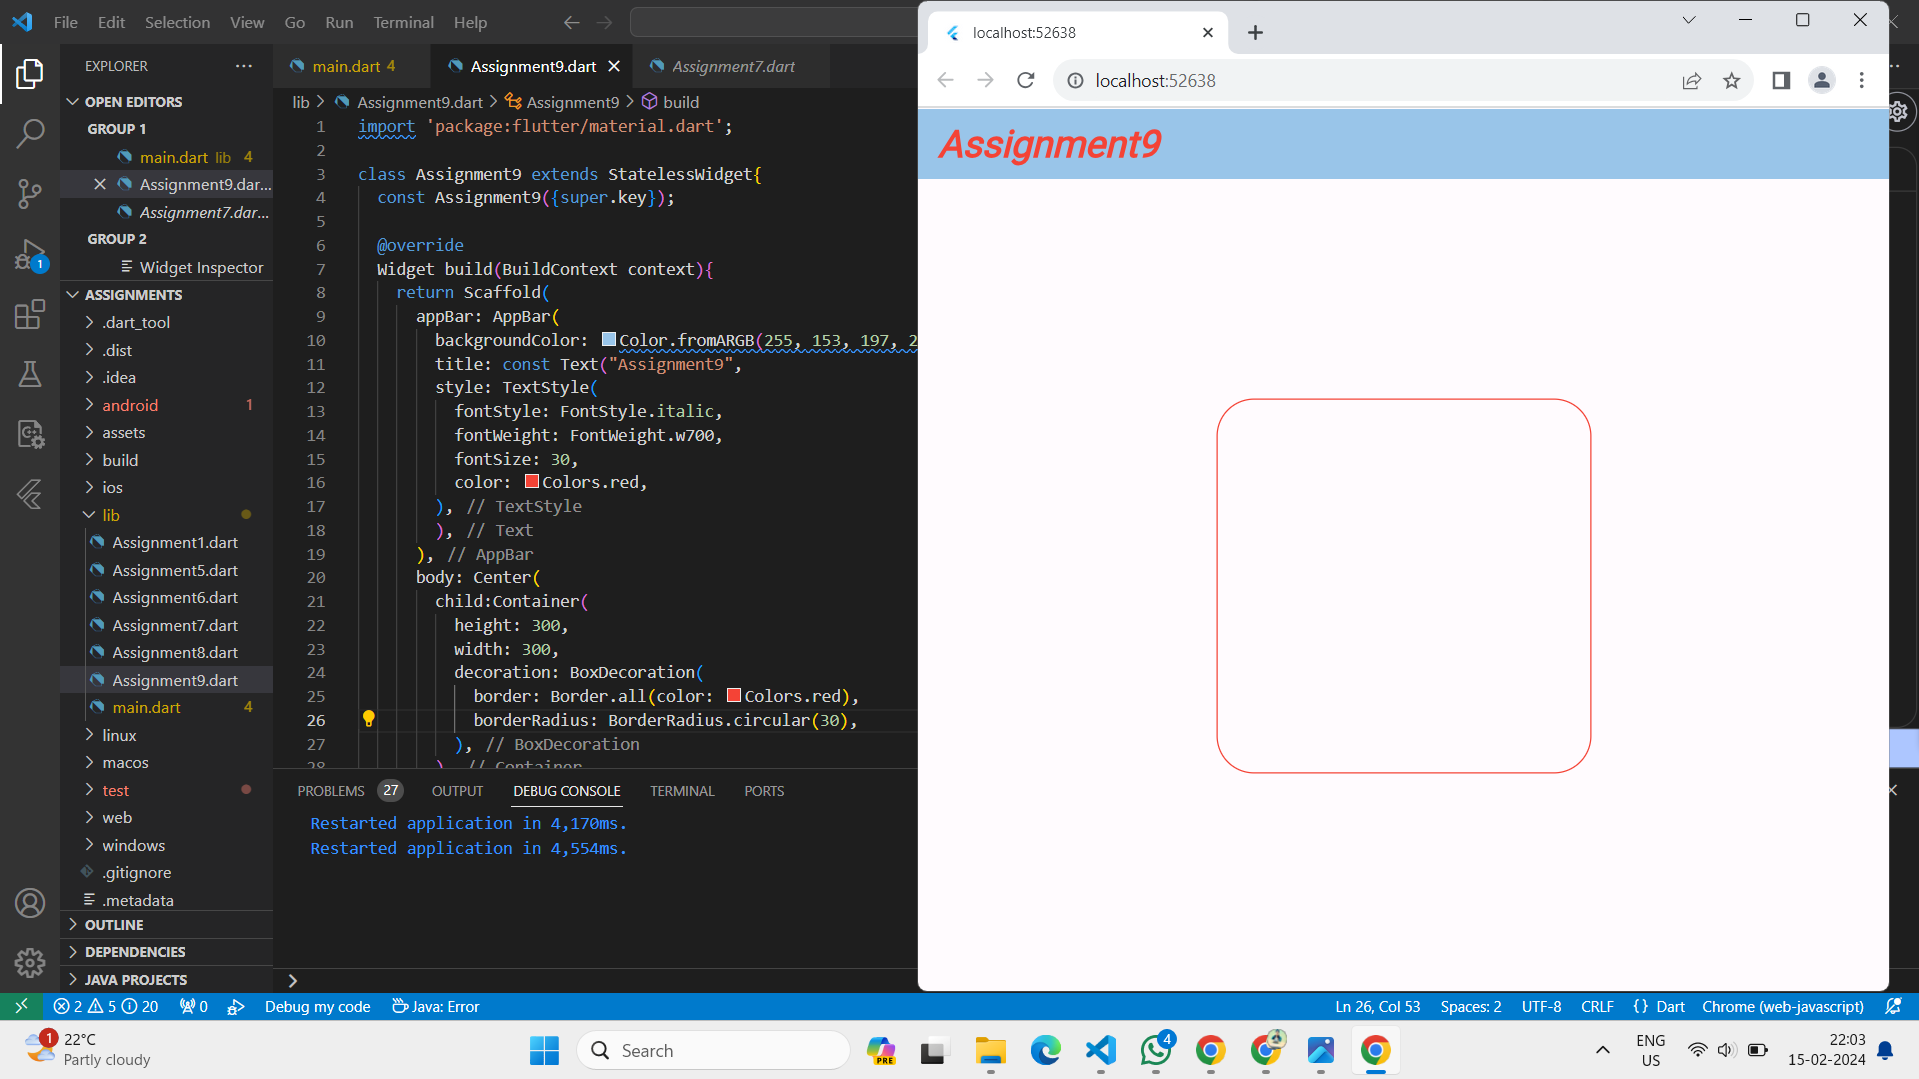 File Edit Selection View Go Run Terminal Help
EXPLORER
OPEN EDITORS
GROUP 1
main.dart lib 4
Assignment9.dar...
Assignment7.dar...
GROUP 2
Widget Inspector
ASSIGNMENTS
.dart_tool
.dist
.idea
android 1
assets
build
ios
lib
Assignment1.dart
Assignment5.dart
Assignment6.dart
Assignment7.dart
Assignment8.dart
Assignment9.dart
main.dart 4
linux
macos
test
web
windows
.gitignore
.metadata
OUTLINE
DEPENDENCIES
JAVA PROJECTS
1
main.dart 4 Assignment9.dart Assignment7.dart
lib > Assignment9.dart > Assignment9 > build
1 import 'package:flutter/material.dart';
2
3 class Assignment9 extends StatelessWidget{
4 const Assignment9({super.key});
5
6 @override
7 Widget build(BuildContext context){
8 return Scaffold(
9 appBar: AppBar(
10 backgroundColor: Color.fromARGB(255, 153, 197, 2
11 title: const Text("Assignment9",
12 style: TextStyle(
13 fontStyle: FontStyle.italic,
14 fontWeight: FontWeight.w700,
15 fontSize: 30,
16 color: Colors.red,
17 ), // TextStyle
18 ), // Text
19 ), // AppBar
20 body: Center(
21 child:Container(
22 height: 300,
23 width: 300,
24 decoration: BoxDecoration(
25 border: Border.all(color: Colors.red),
26 borderRadius: BorderRadius.circular(30),
27 ), // BoxDecoration
28 ), // Container
PROBLEMS 27 OUTPUT DEBUG CONSOLE TERMINAL PORTS
Restarted application in 4,170ms.
Restarted application in 4,554ms.
localhost:52638
localhost:52638
Assignment9
2 5 20 0 Debug my code Java: Error
Ln 26, Col 53 Spaces: 2 UTF-8 CRLF {} Dart Chrome (web-javascript)
1 22°C
Partly cloudy
Search
PRE
4
ENG
US
22:03
15-02-2024